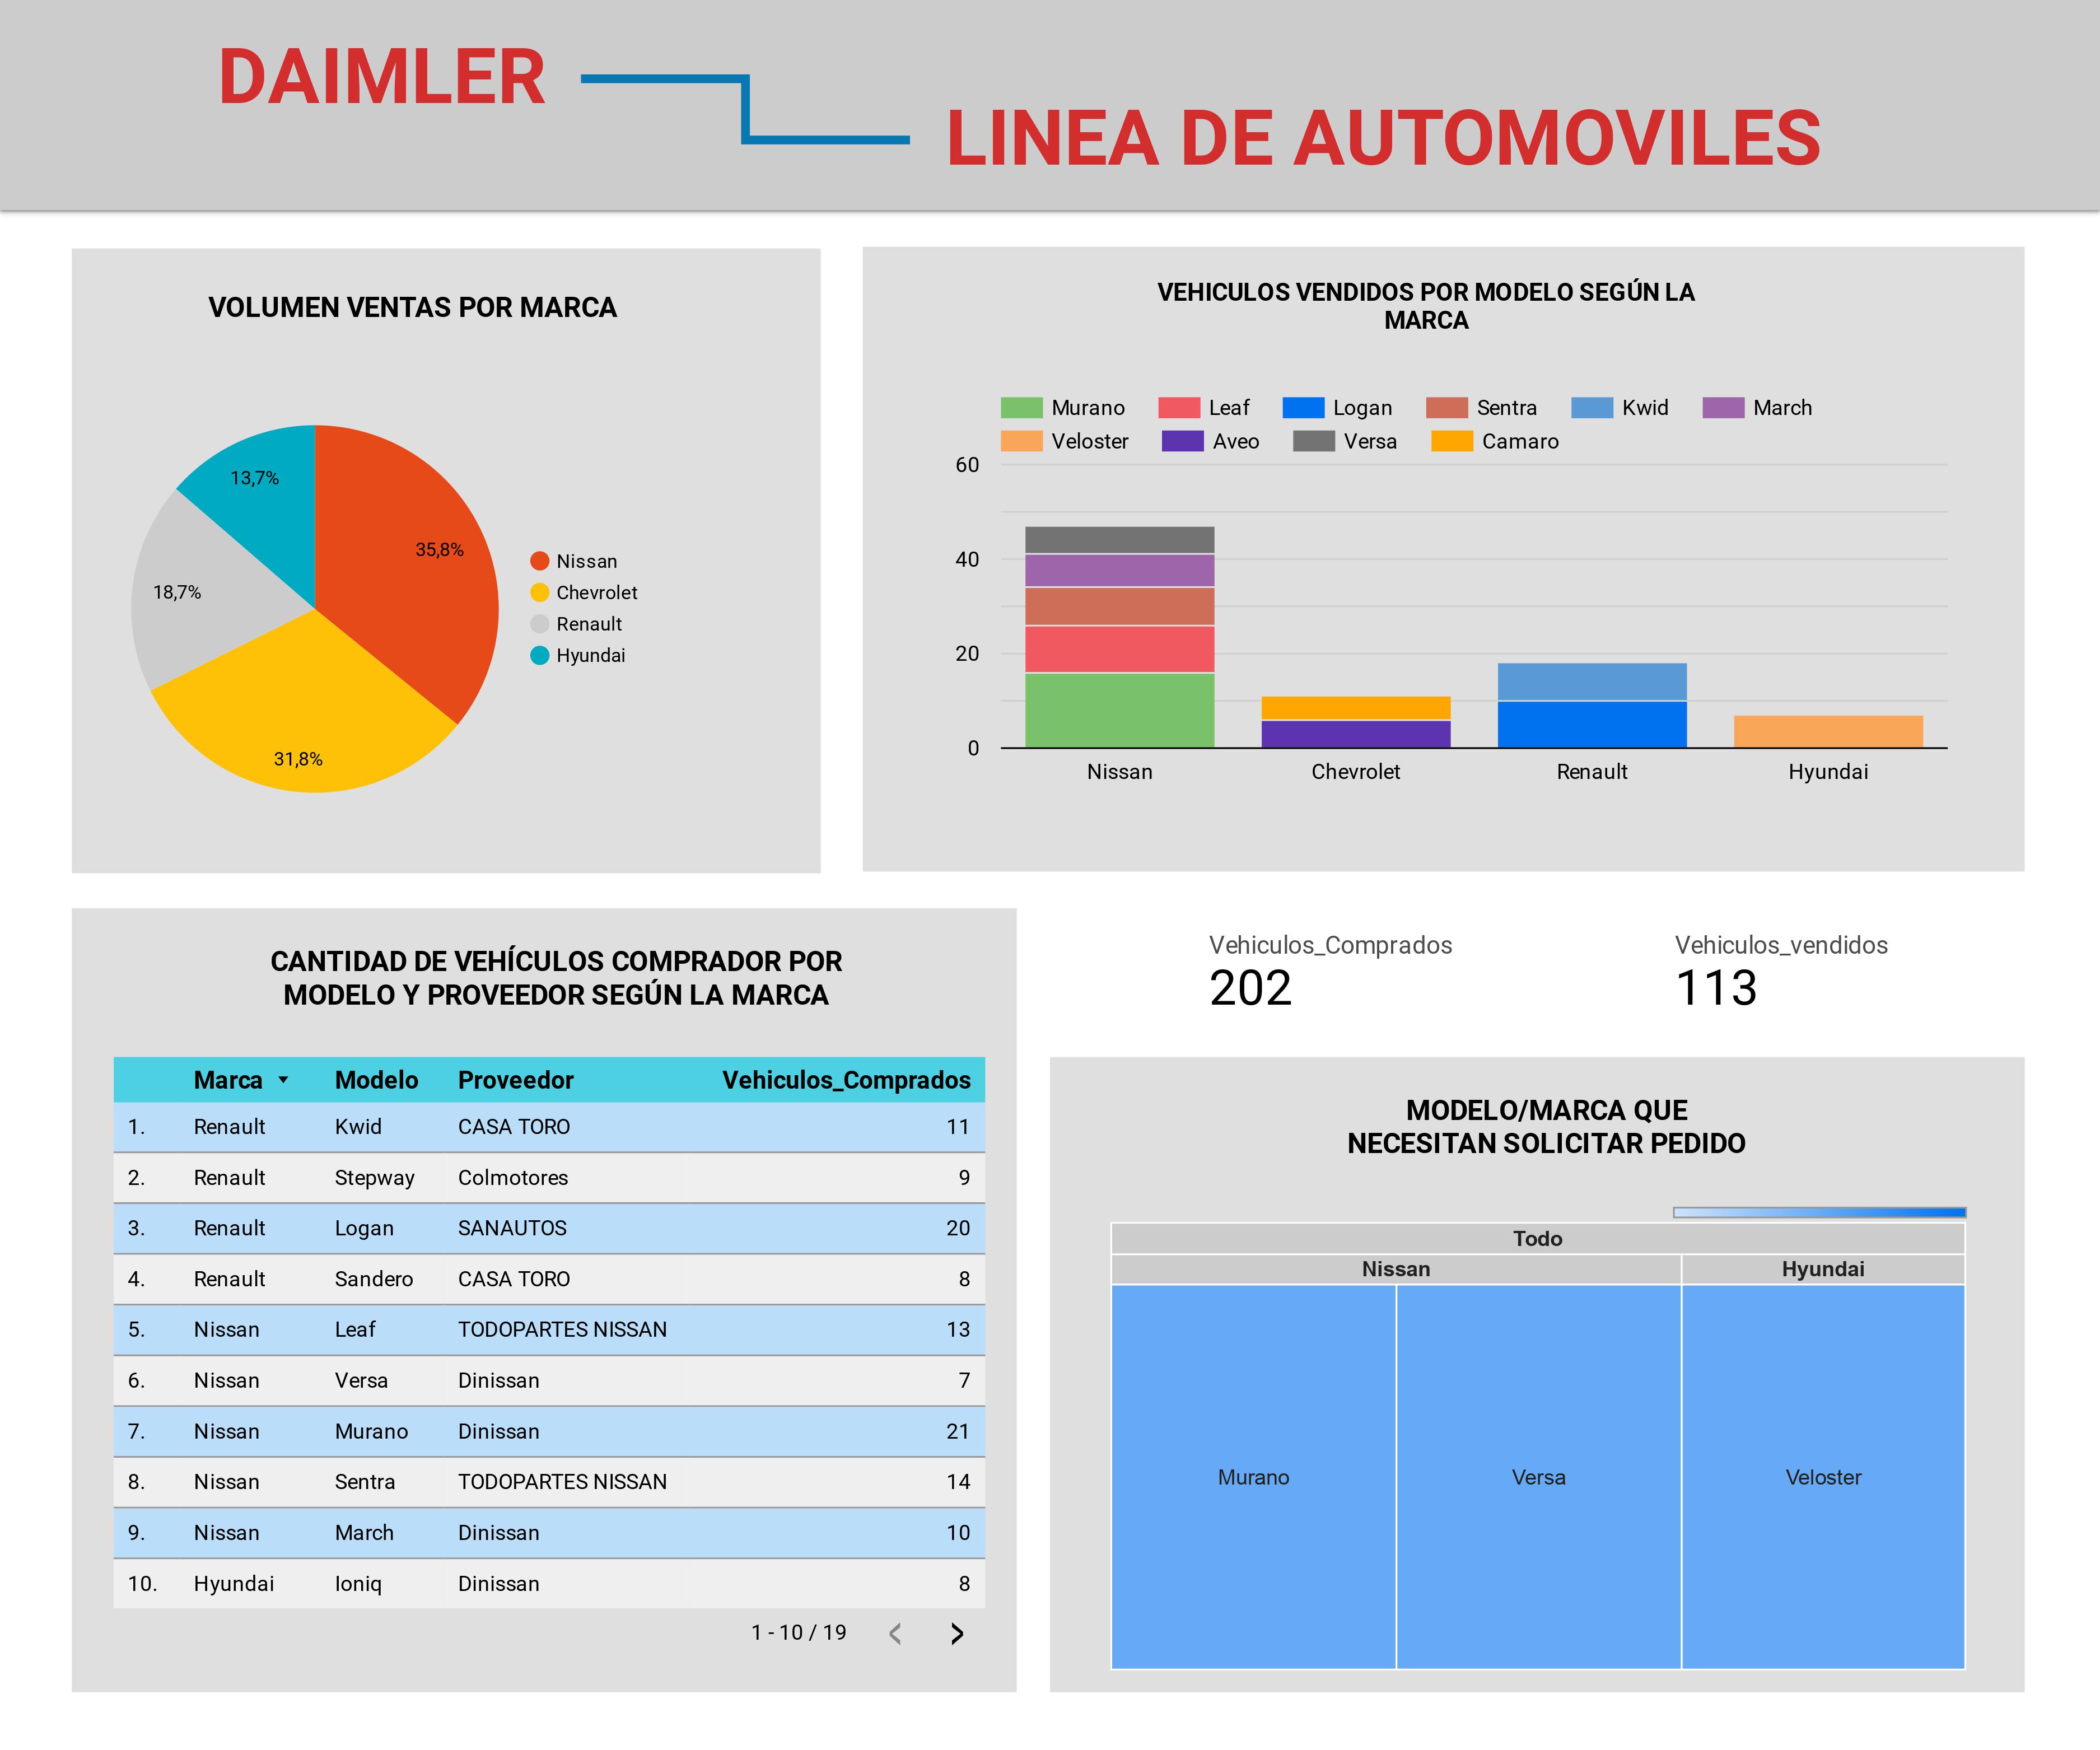 DAIMLER
LINEA DE AUTOMOVILES
VOLUMEN VENTAS POR MARCA
13,7%
35,8%
18,7%
31,8%
Nissan
Chevrolet
Renault
Hyundai
VEHICULOS VENDIDOS POR MODELO SEGÚN LA
MARCA
Murano Leaf Logan Sentra Kwid March
Veloster Aveo Versa Camaro
60
40
20
0
Nissan Chevrolet Renault Hyundai
CANTIDAD DE VEHÍCULOS COMPRADOR POR
MODELO Y PROVEEDOR SEGÚN LA MARCA
Marca Modelo Proveedor Vehiculos_Comprados
1. Renault Kwid CASA TORO 11
2. Renault Stepway Colmotores 9
3. Renault Logan SANAUTOS 20
4. Renault Sandero CASA TORO 8
5. Nissan Leaf TODOPARTES NISSAN 13
6. Nissan Versa Dinissan 7
7. Nissan Murano Dinissan 21
8. Nissan Sentra TODOPARTES NISSAN 14
9. Nissan March Dinissan 10
10. Hyundai Ioniq Dinissan 8
1 - 10 / 19
Vehiculos_Comprados
202
Vehiculos_vendidos
113
MODELO/MARCA QUE
NECESITAN SOLICITAR PEDIDO
Todo
Nissan Hyundai
Murano Versa Veloster